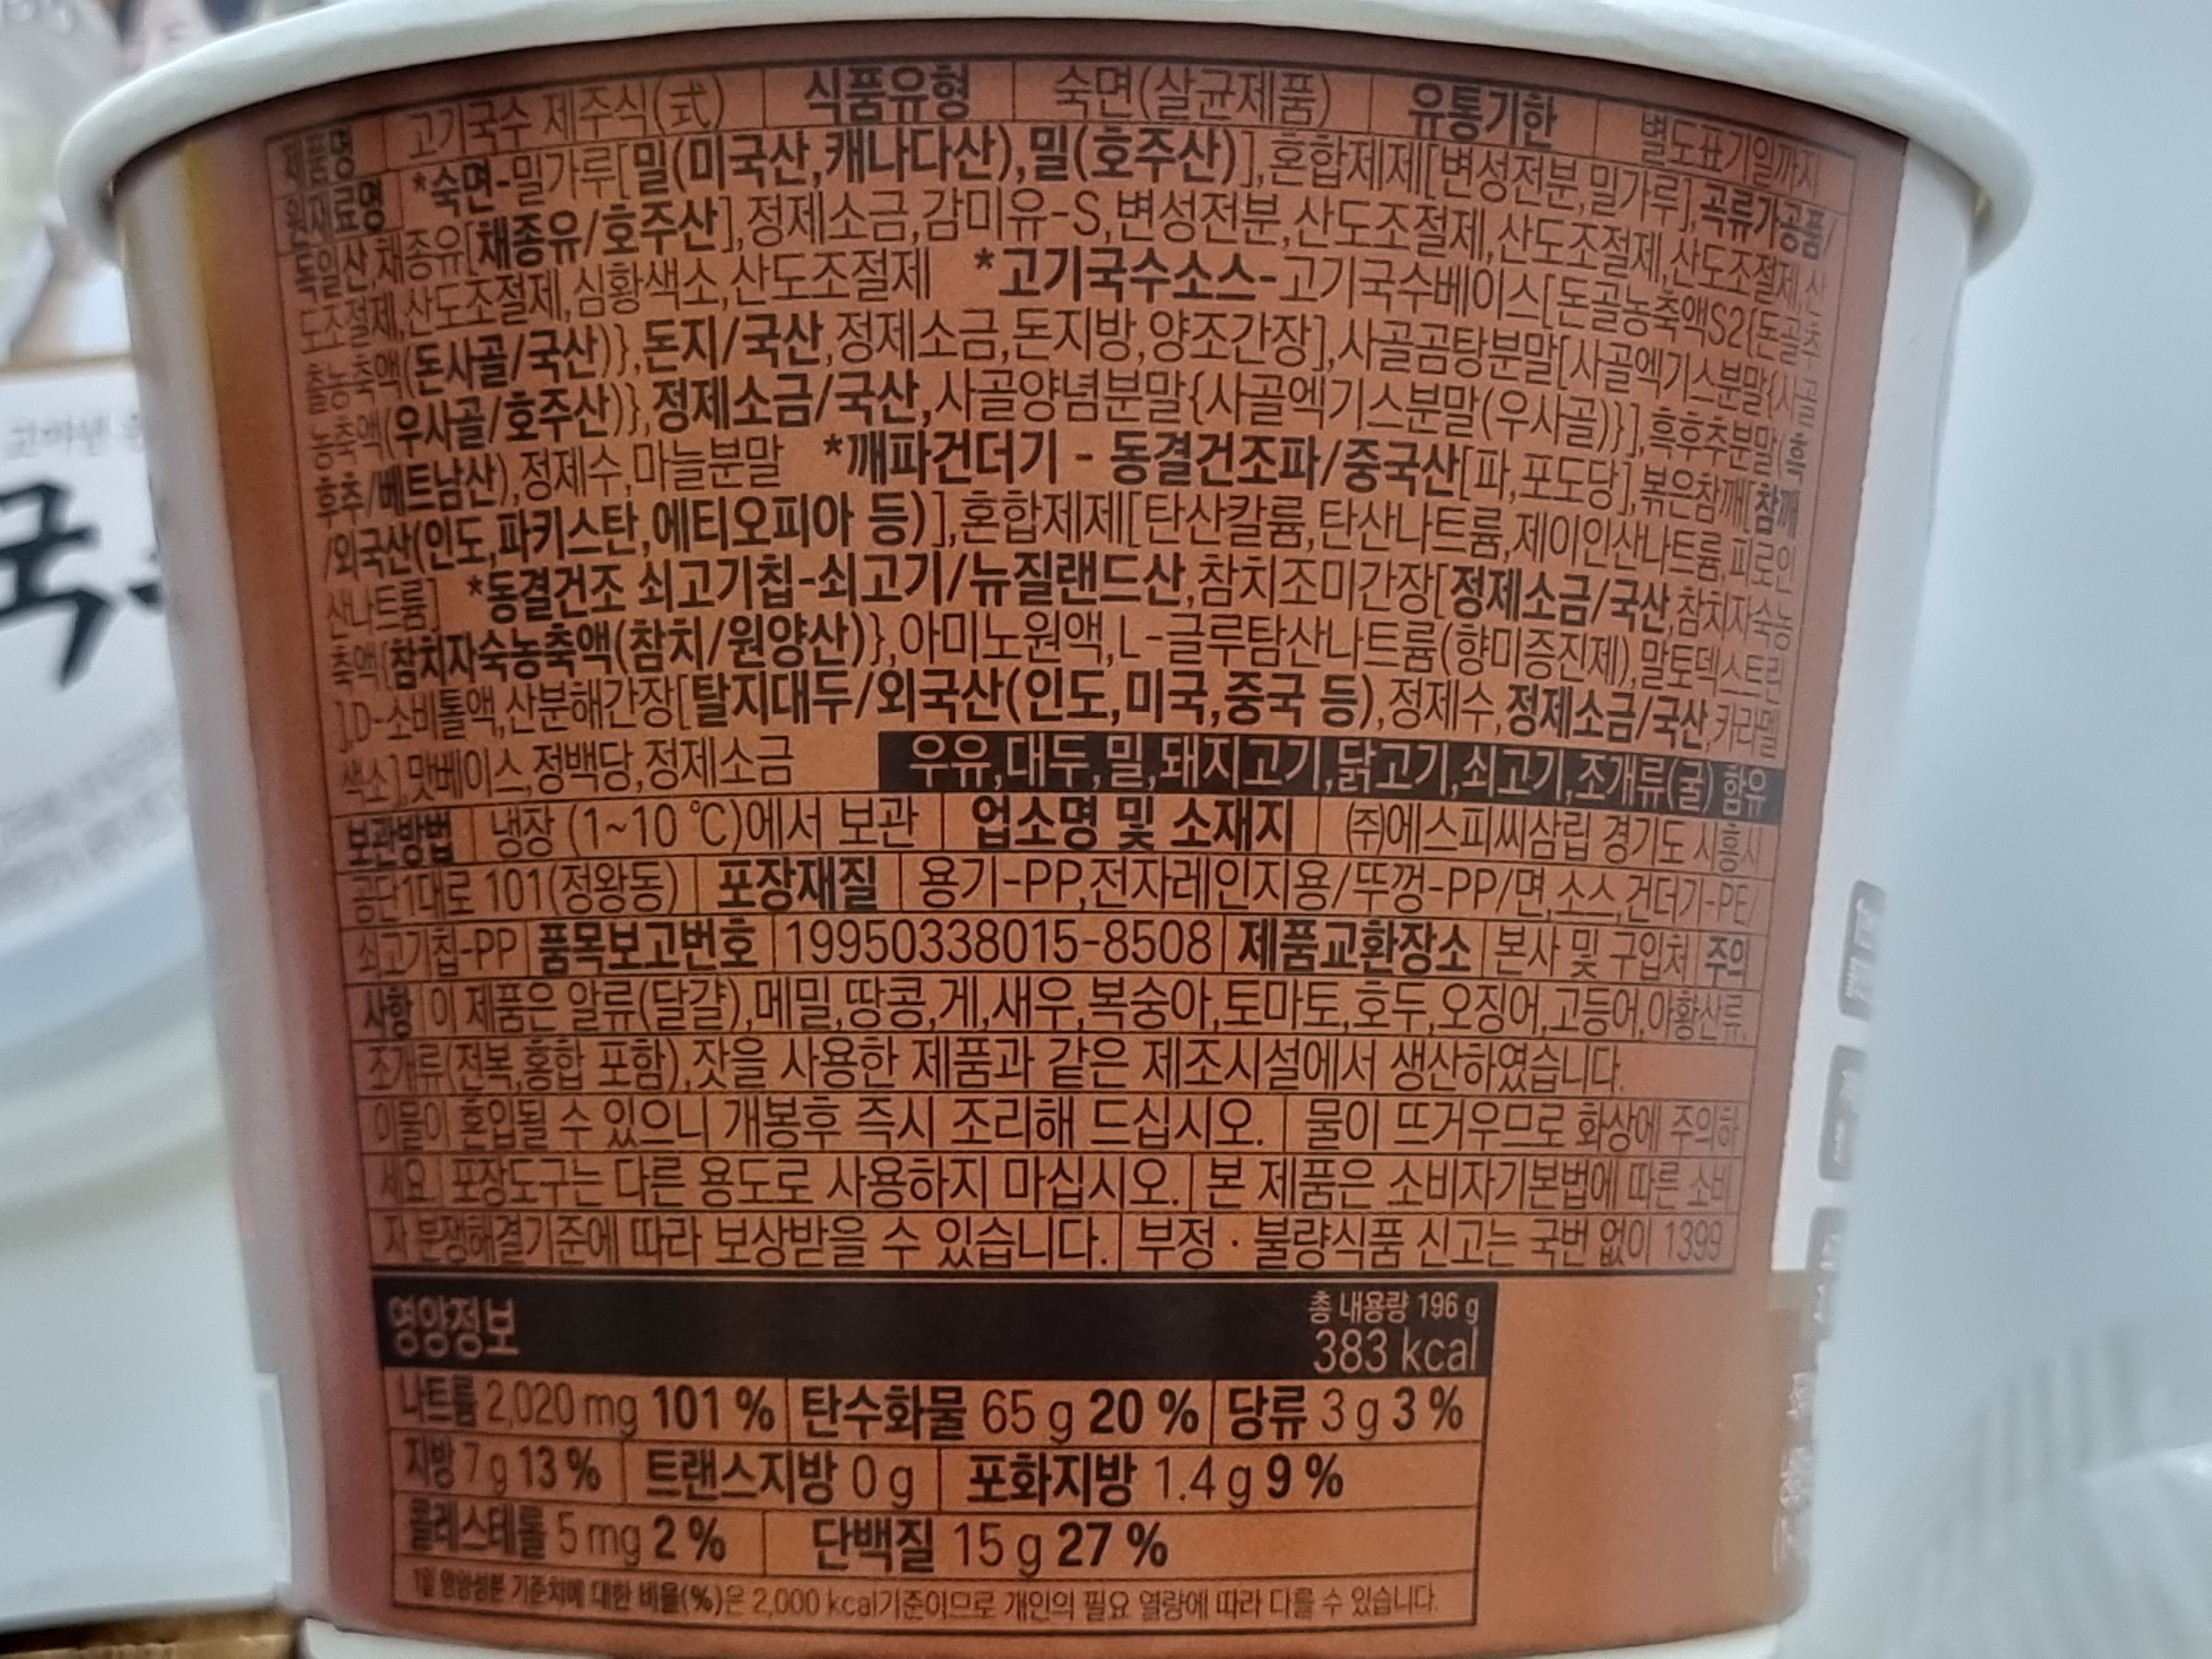 제품명 고기국수 제주식(式) 식품유형 숙면(살균제품) 유통기한 별도표기일까지
원재료명 *숙면-밀가루[밀(미국산,캐나다산),밀(호주산)],혼합제제[변성전분,밀가루],곡류가공품/
독일산,채종유[채종유/호주산],정제소금,감미유-S,변성전분,산도조절제,산도조절제,산도조절제,산
도조절제,산도조절제,심황색소,산도조절제 *고기국수소스-고기국수베이스[돈골농축액S2{돈골추
출농축액(돈사골/국산)},돈지/국산,정제소금,돈지방,양조간장],사골곰탕분말[사골엑기스분말{사골
농축액(우사골/호주산)},정제소금/국산,사골양념분말{사골엑기스분말(우사골)}],흑후추분말(흑
후추/베트남산),정제수,마늘분말 *깨파건더기 - 동결건조파/중국산[파,포도당],볶은참깨[참깨
/외국산(인도,파키스탄,에티오피아 등)],혼합제제[탄산칼륨,탄산나트륨,제이인산나트륨,피로인
산나트륨] *동결건조 쇠고기칩-쇠고기/뉴질랜드산,참치조미간장[정제소금/국산,참치자숙농
축액{참치자숙농축액(참치/원양산)},아미노원액,L-글루탐산나트륨(향미증진제),말토덱스트린
],D-소비톨액,산분해간장[탈지대두/외국산(인도,미국,중국 등),정제수,정제소금/국산,카라멜
색소],맛베이스,정백당,정제소금 우유,대두,밀,돼지고기,닭고기,쇠고기,조개류(굴) 함유
보관방법 냉장 (1~10 ℃)에서 보관 업소명 및 소재지 ㈜에스피씨삼립 경기도 시흥시
공단1대로 101(정왕동) 포장재질 용기-PP,전자레인지용/뚜껑-PP/면,소스,건더기-PE/
쇠고기칩-PP 품목보고번호 19950338015-8508 제품교환장소 본사 및 구입처 주의
사항 이 제품은 알류(달걀),메밀,땅콩,게,새우,복숭아,토마토,호두,오징어,고등어,아황산류,
조개류(전복,홍합 포함),잣을 사용한 제품과 같은 제조시설에서 생산하였습니다.
이물이 혼입될 수 있으니 개봉후 즉시 조리해 드십시오. 물이 뜨거우므로 화상에 주의하
세요 포장도구는 다른 용도로 사용하지 마십시오. 본 제품은 소비자기본법에 따른 소비
자 분쟁해결기준에 따라 보상받을 수 있습니다. 부정 · 불량식품 신고는 국번 없이 1399
영양정보 총 내용량 196 g
383 kcal
나트륨 2,020 mg 101 % 탄수화물 65 g 20 % 당류 3 g 3 %
지방 7 g 13 % 트랜스지방 0 g 포화지방 1.4 g 9 %
콜레스테롤 5 mg 2 % 단백질 15 g 27 %
1일 영양성분 기준치에 대한 비율(%)은 2,000 kcal기준이므로 개인의 필요 열량에 따라 다를 수 있습니다.